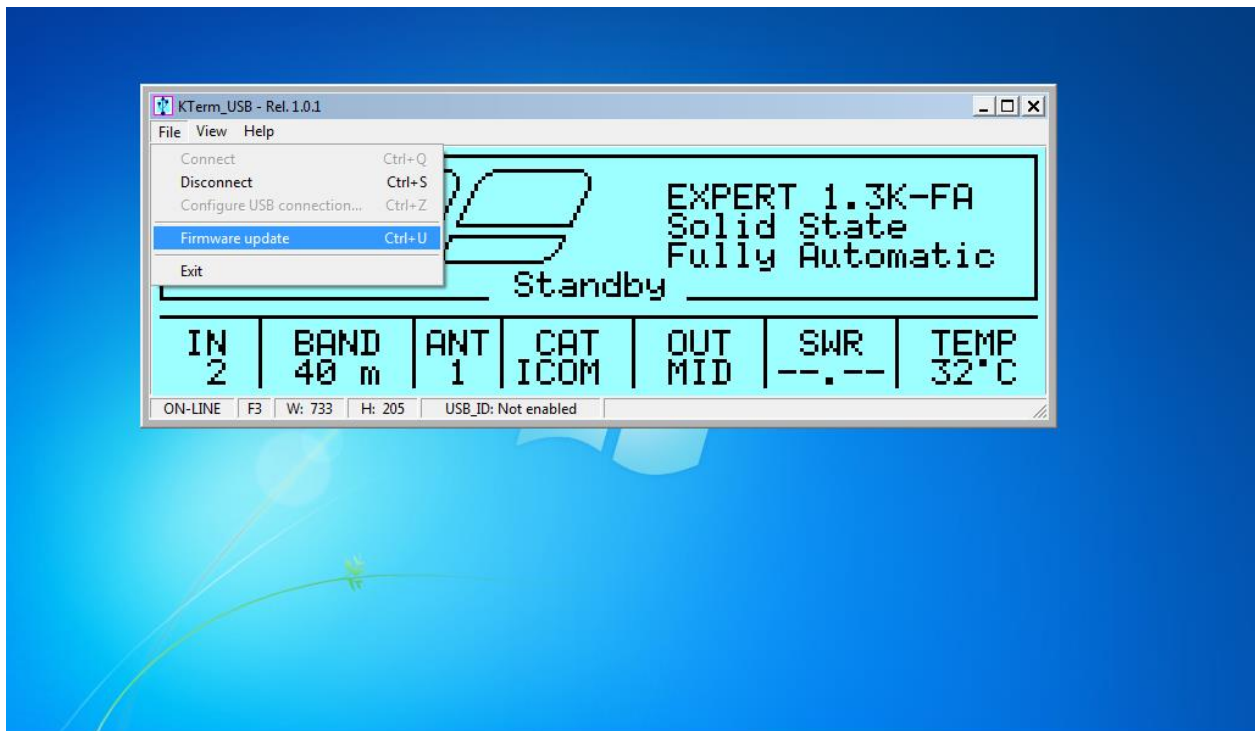 KTerm_USB - Rel. 1.0.1
File View Help
Connect Ctrl+Q
Disconnect Ctrl+S
Configure USB connection... Ctrl+Z
Firmware update Ctrl+U
Exit
EXPERT 1.3K-FA
Solid State
Fully Automatic
Standby
IN BAND ANT CAT OUT SWR TEMP
2 40 m 1 ICOM MID --.-- 32°C
ON-LINE F3 W: 733 H: 205 USB_ID: Not enabled